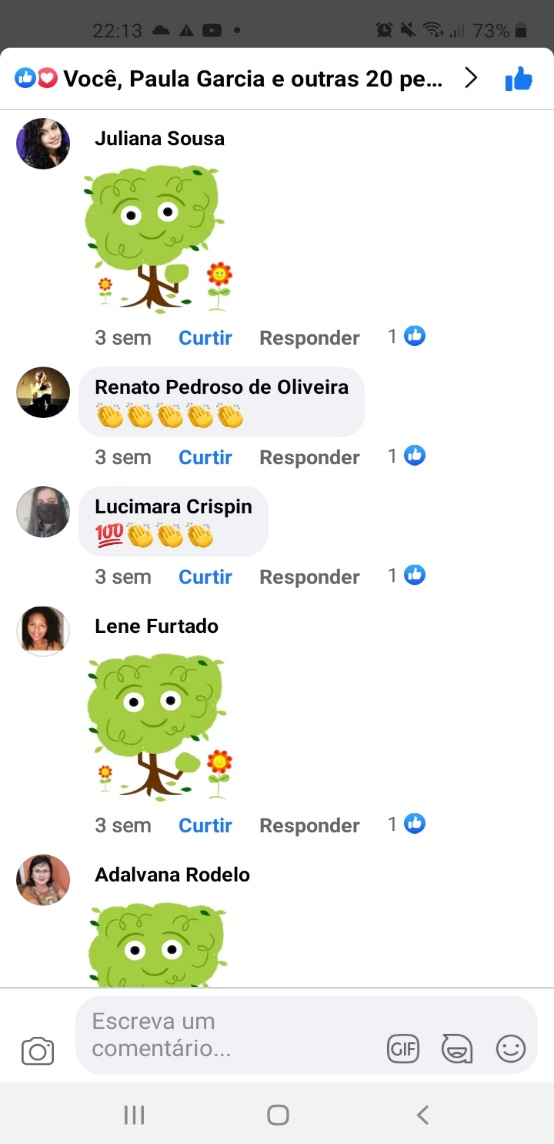 22:13 73%
Você, Paula Garcia e outras 20 pe...
Juliana Sousa
3 sem Curtir Responder 1
Renato Pedroso de Oliveira
👏👏👏👏👏
3 sem Curtir Responder 1
Lucimara Crispin
💯👏👏👏
3 sem Curtir Responder 1
Lene Furtado
3 sem Curtir Responder 1
Adalvana Rodelo
Escreva um
comentário...
GIF